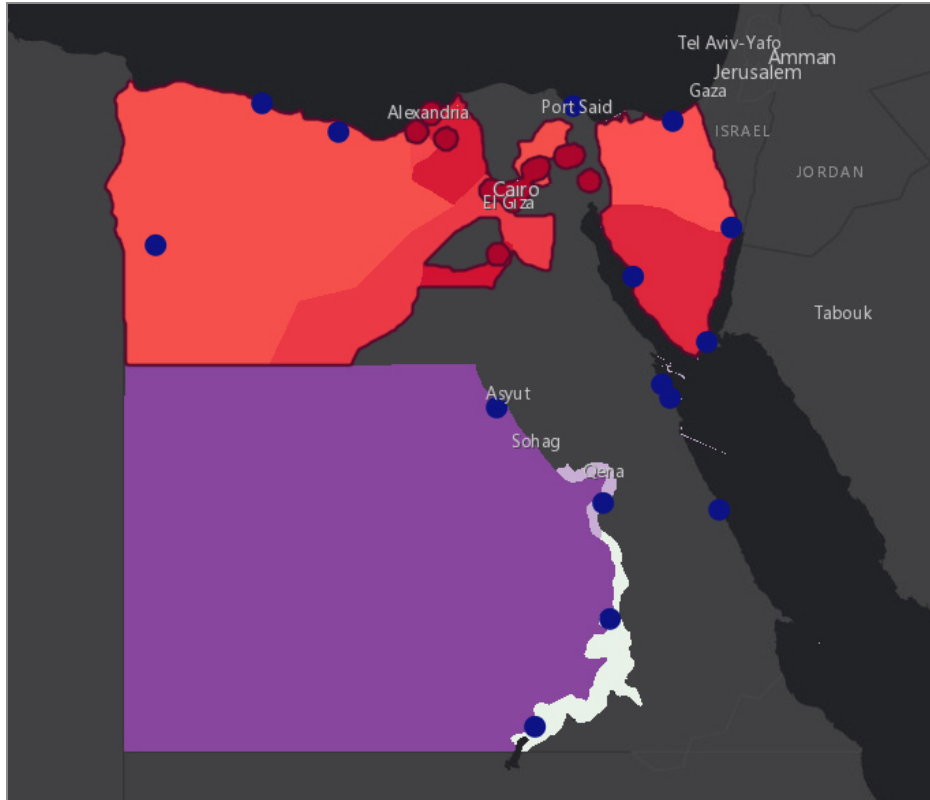 Tel Aviv-Yafo
Amman
Jerusalem
Gaza
Port Said
Alexandria
ISRAEL
JORDAN
Cairo
El Giza
Tabouk
Asyut
Sohag
Qena